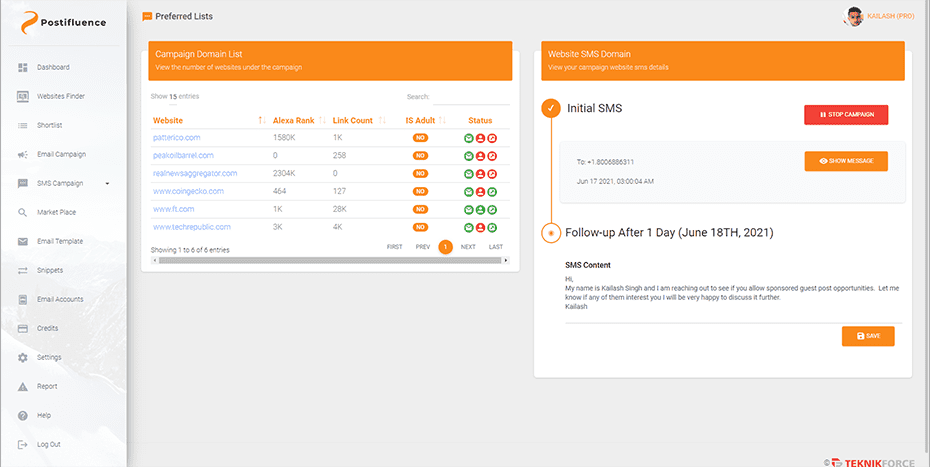 Postifluence
Preferred Lists
KAILASH (PRO)
Dashboard
Websites Finder
Shortlist
Email Campaign
SMS Campaign
Market Place
Email Template
Snippets
Email Accounts
Credits
Settings
Report
Help
Log Out
Campaign Domain List
View the number of websites under the campaign
Show 15 entries
Search:
Website Alexa Rank Link Count IS Adult Status
patterico.com 1580K 1K NO
peakoilbarrel.com 0 258 NO
realnewsaggregator.com 2304K 0 NO
www.coingecko.com 464 127 NO
www.ft.com 1K 28K NO
www.techrepublic.com 3K 4K NO
Showing 1 to 6 of 6 entries
FIRST PREV 1 NEXT LAST
Website SMS Domain
View your campaign website sms details
Initial SMS
STOP CAMPAIGN
To: +1.8006886311
SHOW MESSAGE
Jun 17 2021, 03:00:04 AM
Follow-up After 1 Day (June 18TH, 2021)
SMS Content
Hi,
My name is Kailash Singh and I am reaching out to see if you allow sponsored guest post opportunities. Let me
know if any of them interest you I will be very happy to discuss it further.
Kailash
SAVE
© TEKNIKFORCE